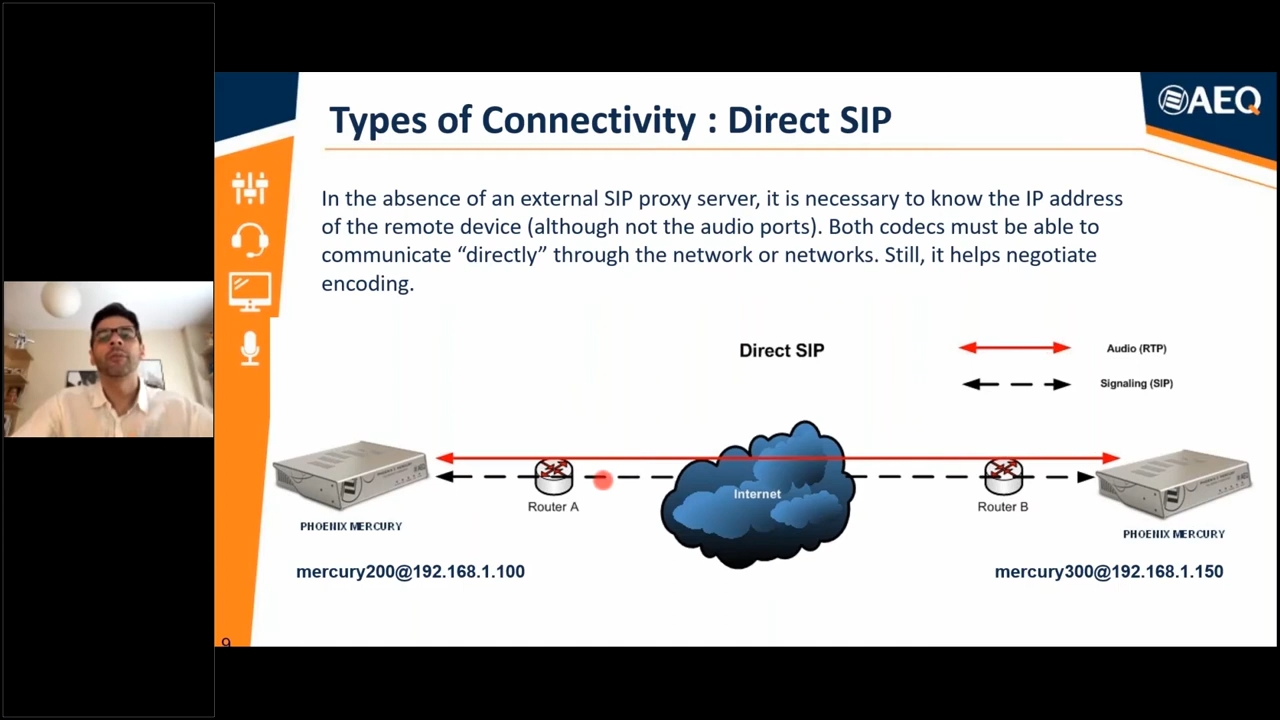 AEQ
Types of Connectivity : Direct SIP
In the absence of an external SIP proxy server, it is necessary to know the IP address
of the remote device (although not the audio ports). Both codecs must be able to
communicate “directly” through the network or networks. Still, it helps negotiate
encoding.
Direct SIP
Audio (RTP)
Signaling (SIP)
Internet
Router A
Router B
PHOENIX MERCURY
PHOENIX MERCURY
mercury200@192.168.1.100
mercury300@192.168.1.150
9